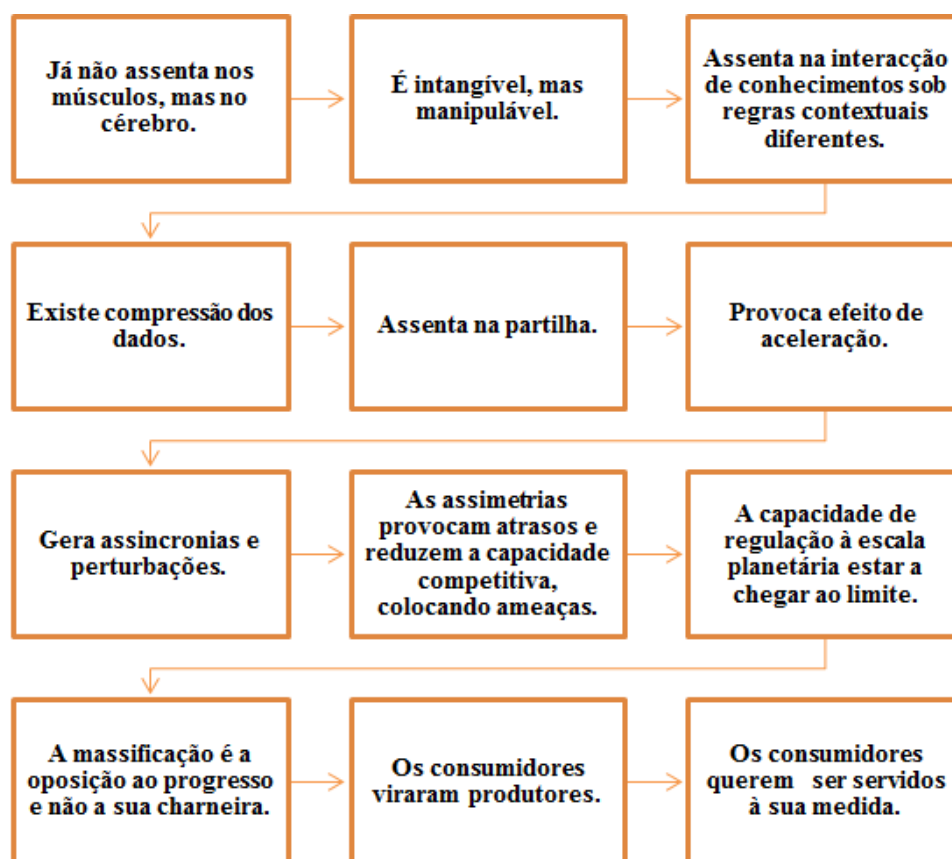 Já não assenta nos
músculos, mas no
cérebro.
É intangível, mas
manipulável.
Assenta na interacção
de conhecimentos sob
regras contextuais
diferentes.
Existe compressão dos
dados.
Assenta na partilha.
Provoca efeito de
aceleração.
Gera assincronias e
perturbações.
As assimetrias
provocam atrasos e
reduzem a capacidade
competitiva,
colocando ameaças.
A capacidade de
regulação à escala
planetária estar a
chegar ao limite.
A massificação é a
oposição ao progresso
e não a sua charneira.
Os consumidores
viraram produtores.
Os consumidores
querem ser servidos
à sua medida.